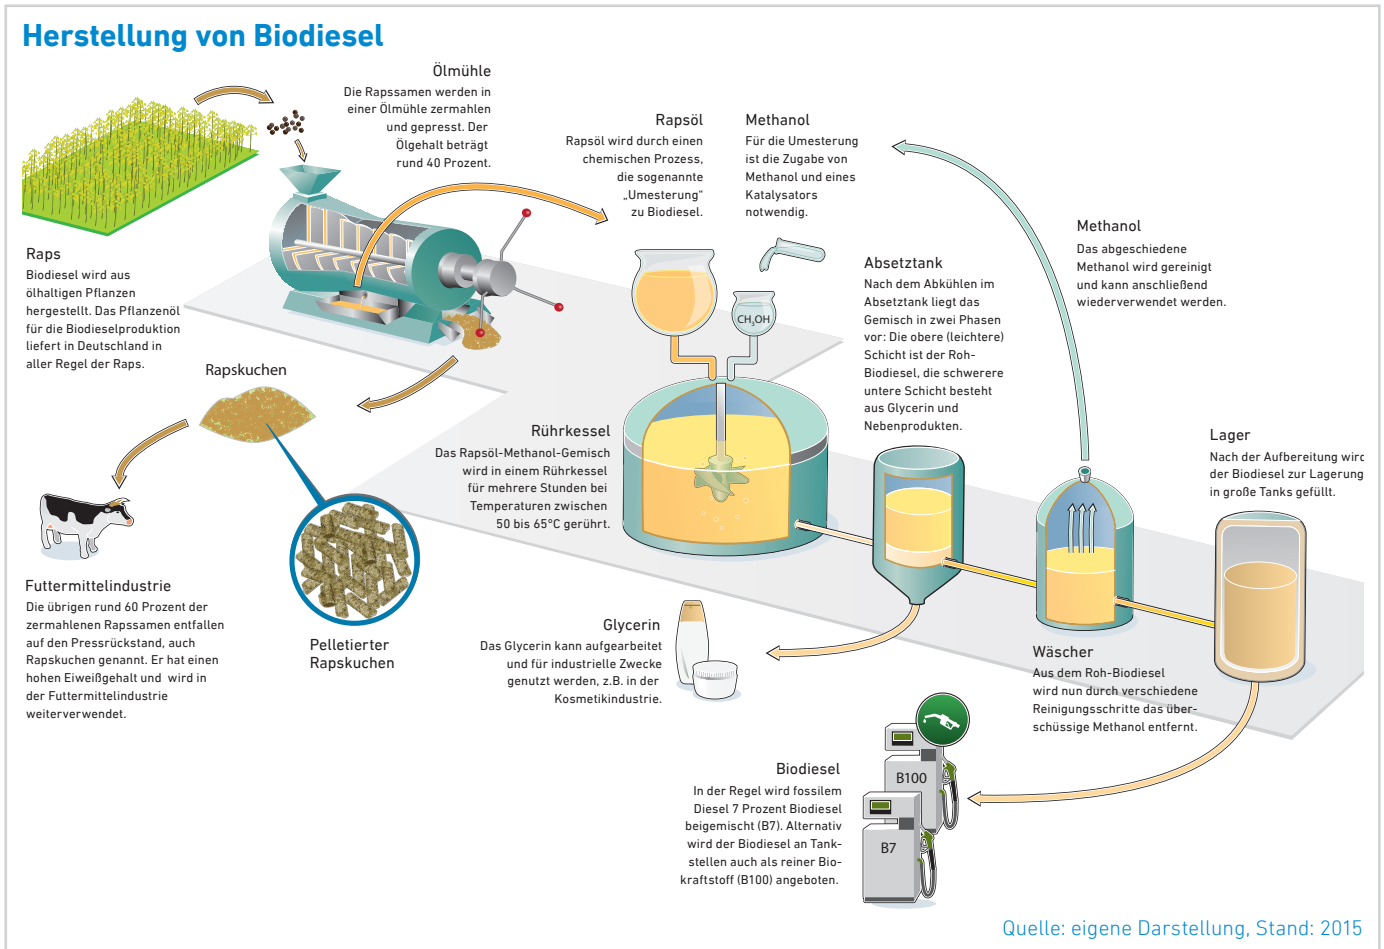 Herstellung von Biodiesel
Ölmühle
Die Rapssamen werden in
einer Ölmühle zermahlen
und gepresst. Der
Ölgehalt beträgt
rund 40 Prozent.
Rapsöl
Rapsöl wird durch einen
chemischen Prozess,
die sogenannte
„Umesterung“
zu Biodiesel.
Methanol
Für die Umesterung
ist die Zugabe von
Methanol und eines
Katalysators
notwendig.
Methanol
Das abgeschiedene
Methanol wird gereinigt
und kann anschließend
wiederverwendet werden.
Raps
Biodiesel wird aus
ölhaltigen Pflanzen
hergestellt. Das Pflanzenöl
für die Biodieselproduktion
liefert in Deutschland in
aller Regel der Raps.
Absetztank
Nach dem Abkühlen im
Absetztank liegt das
Gemisch in zwei Phasen
vor: Die obere (leichtere)
Schicht ist der Roh-
Biodiesel, die schwerere
untere Schicht besteht
aus Glycerin und
Nebenprodukten.
CH₃OH
Rapskuchen
Rührkessel
Das Rapsöl-Methanol-Gemisch
wird in einem Rührkessel
für mehrere Stunden bei
Temperaturen zwischen
50 bis 65°C gerührt.
Lager
Nach der Aufbereitung wird
der Biodiesel zur Lagerung
in große Tanks gefüllt.
Futtermittelindustrie
Die übrigen rund 60 Prozent der
zermahlenen Rapssamen entfallen
auf den Pressrückstand, auch
Rapskuchen genannt. Er hat einen
hohen Eiweißgehalt und wird in
der Futtermittelindustrie
weiterverwendet.
Pelletierter
Rapskuchen
Glycerin
Das Glycerin kann aufgearbeitet
und für industrielle Zwecke
genutzt werden, z.B. in der
Kosmetikindustrie.
Wäscher
Aus dem Roh-Biodiesel
wird nun durch verschiedene
Reinigungsschritte das über-
schüssige Methanol entfernt.
Biodiesel
In der Regel wird fossilem
Diesel 7 Prozent Biodiesel
beigemischt (B7). Alternativ
wird der Biodiesel an Tank-
stellen auch als reiner Bio-
kraftstoff (B100) angeboten.
B100
B7
Quelle: eigene Darstellung, Stand: 2015